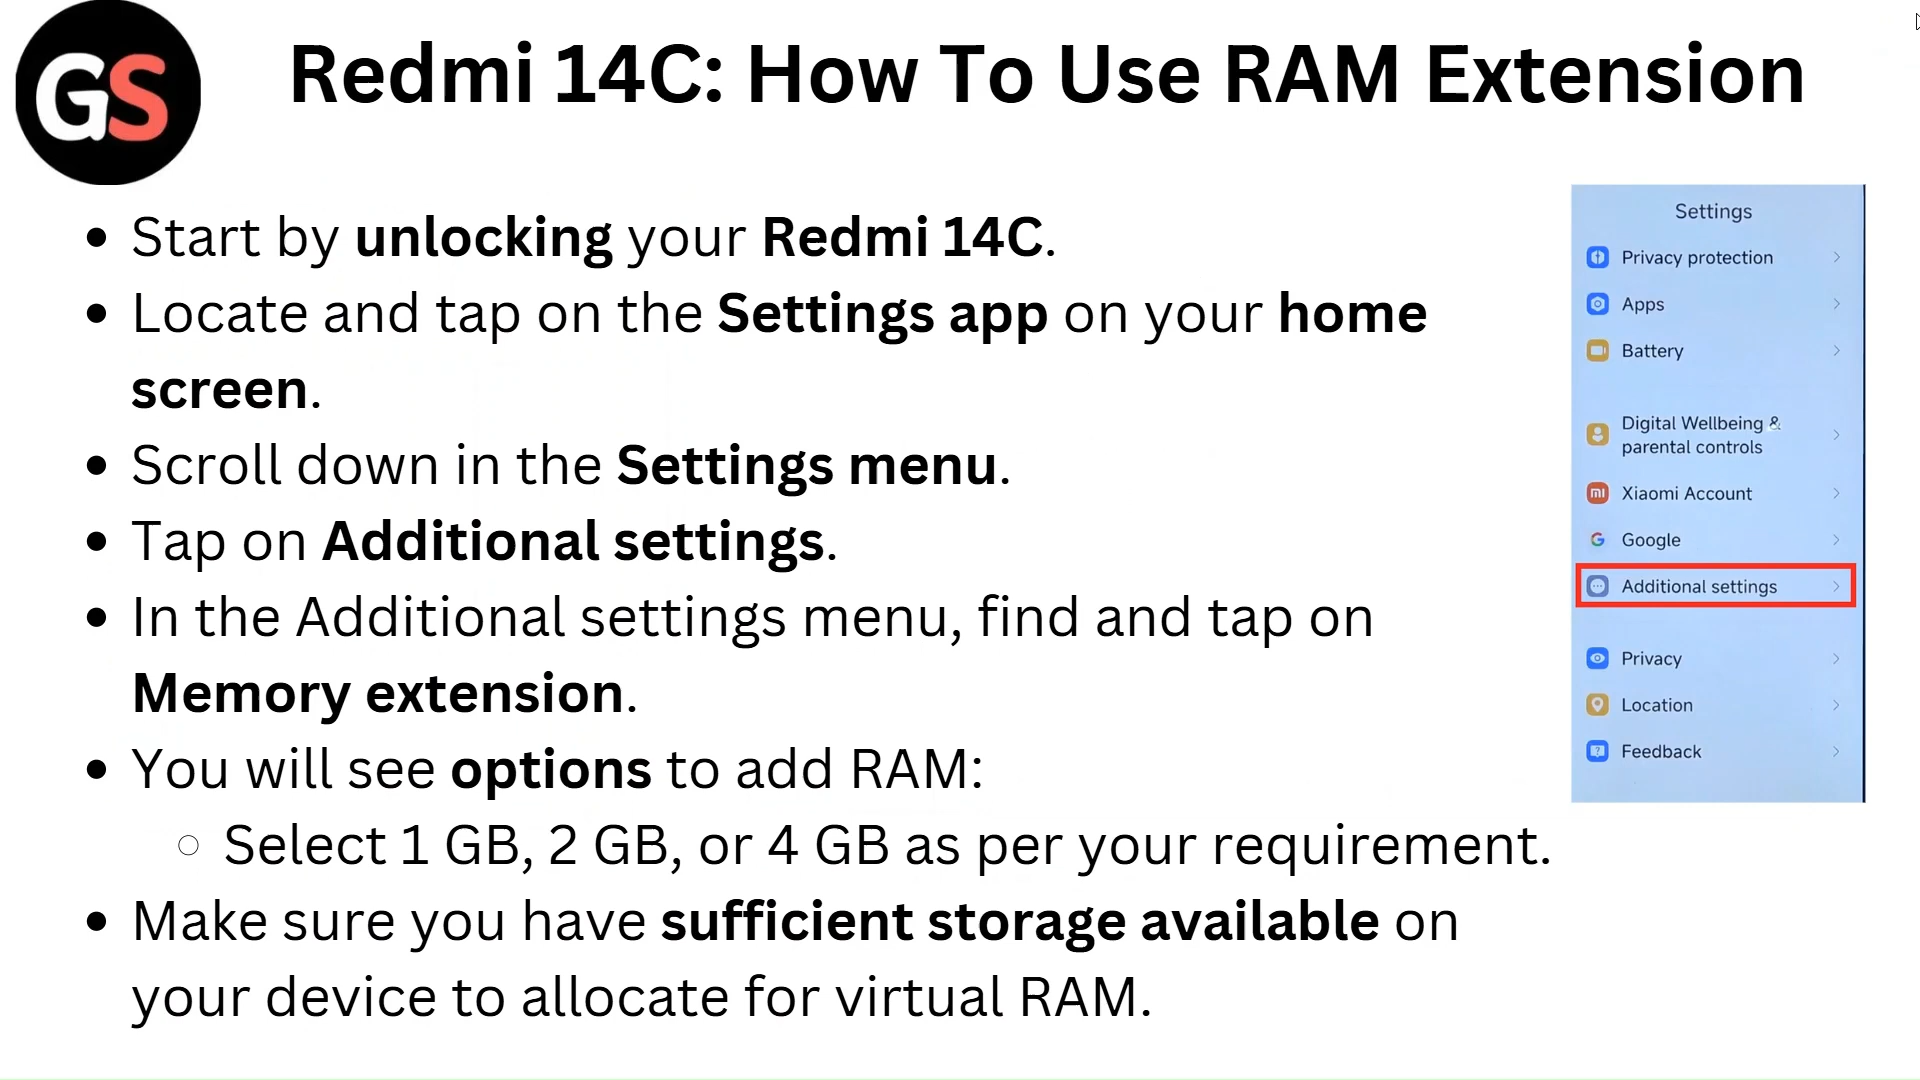 GS
Redmi 14C: How To Use RAM Extension
• Start by unlocking your Redmi 14C.
• Locate and tap on the Settings app on your home
screen.
• Scroll down in the Settings menu.
• Tap on Additional settings.
• In the Additional settings menu, find and tap on
Memory extension.
• You will see options to add RAM:
○ Select 1 GB, 2 GB, or 4 GB as per your requirement.
• Make sure you have sufficient storage available on
your device to allocate for virtual RAM.
Settings
Privacy protection
Apps
Battery
Digital Wellbeing &
parental controls
Xiaomi Account
Google
Additional settings
Privacy
Location
Feedback